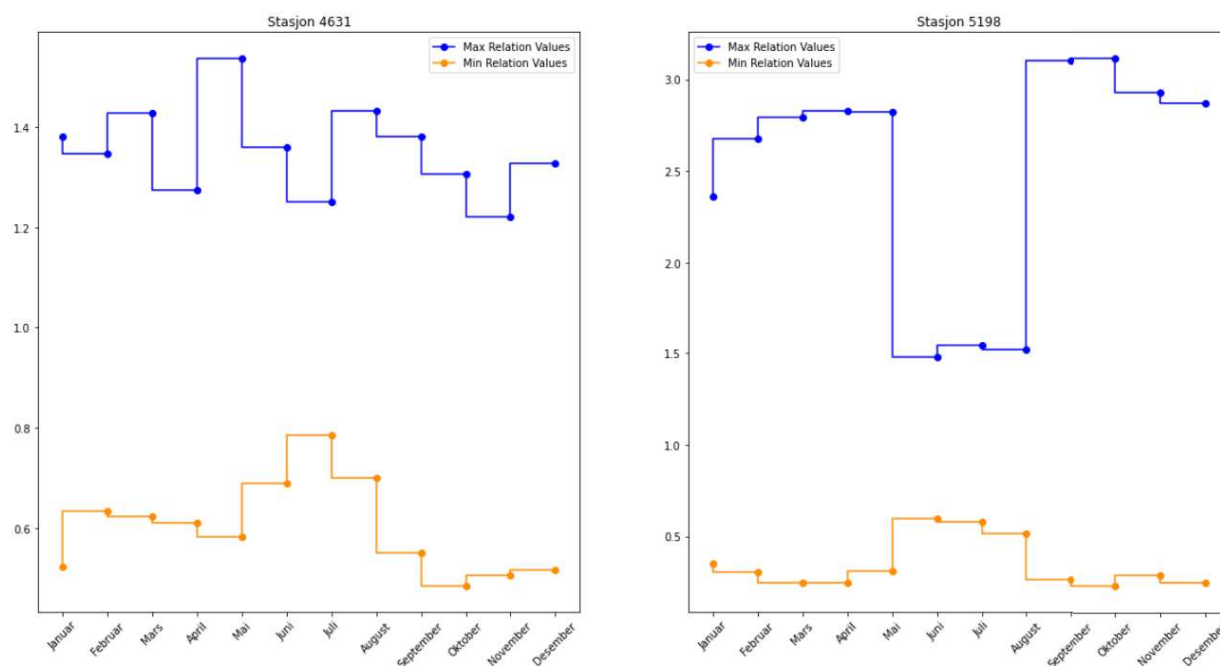 Stasjon 4631
Max Relation Values
Min Relation Values
1.4
1.2
1.0
0.8
0.6
Januar
Februar
Mars
April
Mai
Juni
Juli
August
September
Oktober
November
Desember
Stasjon 5198
Max Relation Values
Min Relation Values
3.0
2.5
2.0
1.5
1.0
0.5
Januar
Februar
Mars
April
Mai
Juni
Juli
August
September
Oktober
November
Desember